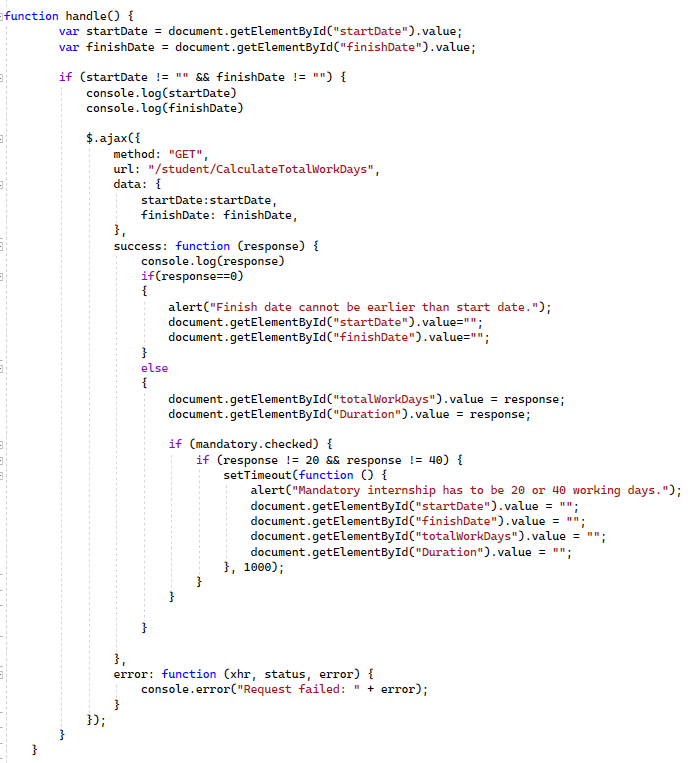 function handle() {
var startDate = document.getElementById("startDate").value;
var finishDate = document.getElementById("finishDate").value;
if (startDate != "" && finishDate != "") {
console.log(startDate)
console.log(finishDate)
$.ajax({
method: "GET",
url: "/student/CalculateTotalWorkDays",
data: {
startDate:startDate,
finishDate: finishDate,
},
success: function (response) {
console.log(response)
if(response==0)
{
alert("Finish date cannot be earlier than start date.");
document.getElementById("startDate").value="";
document.getElementById("finishDate").value="";
}
else
{
document.getElementById("totalWorkDays").value = response;
document.getElementById("Duration").value = response;
if (mandatory.checked) {
if (response != 20 && response != 40) {
setTimeout(function () {
alert("Mandatory internship has to be 20 or 40 working days.");
document.getElementById("startDate").value = "";
document.getElementById("finishDate").value = "";
document.getElementById("totalWorkDays").value = "";
document.getElementById("Duration").value = "";
}, 1000);
}
}
}
},
error: function (xhr, status, error) {
console.error("Request failed: " + error);
}
});
}
}